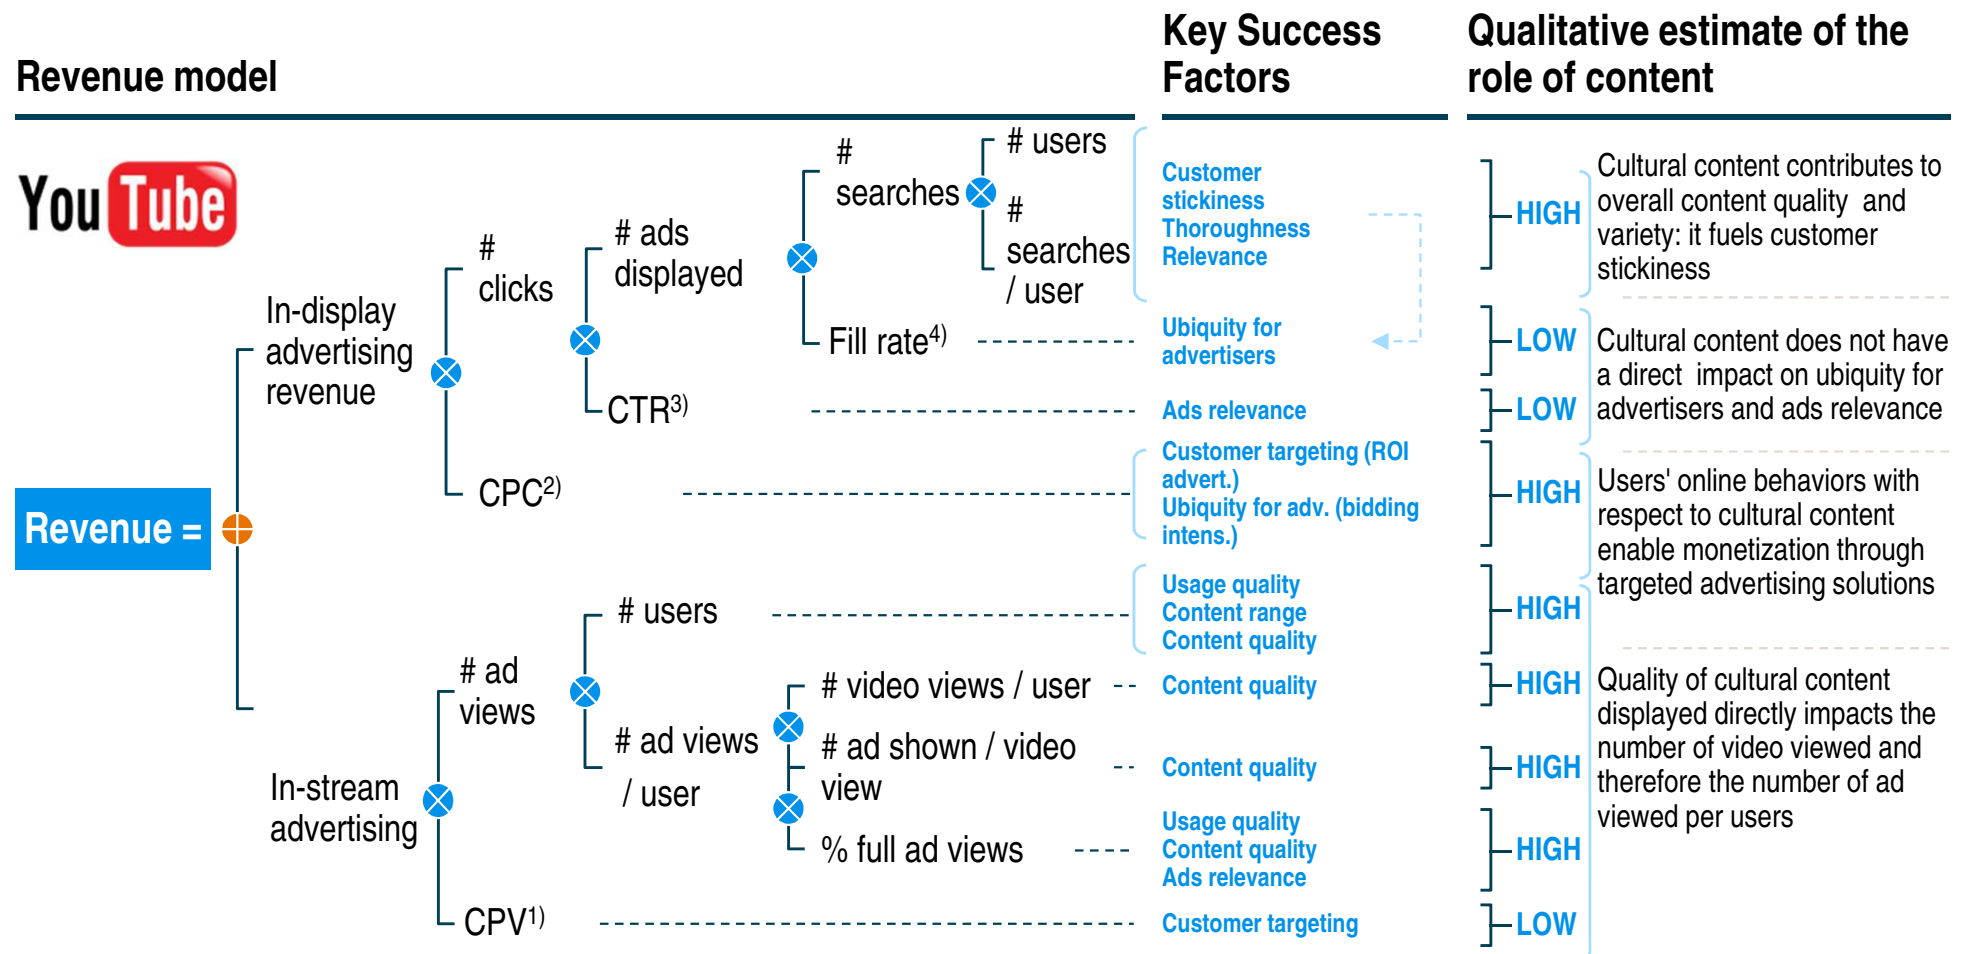 Revenue model
Key Success
Factors
Qualitative estimate of the
role of content
YouTube
Revenue =
In-display
advertising
revenue
#
clicks
# ads
displayed
#
searches
# users
#
searches
/ user
Fill rate4)
CTR3)
CPC2)
In-stream
advertising
# ad
views
# users
# ad views
/ user
# video views / user
# ad shown / video
view
% full ad views
CPV1)
Customer
stickiness
Thoroughness
Relevance
Ubiquity for
advertisers
Ads relevance
Customer targeting (ROI
advert.)
Ubiquity for adv. (bidding
intens.)
Usage quality
Content range
Content quality
Content quality
Content quality
Usage quality
Content quality
Ads relevance
Customer targeting
HIGH
LOW
LOW
HIGH
HIGH
HIGH
HIGH
HIGH
LOW
Cultural content contributes to
overall content quality and
variety: it fuels customer
stickiness
Cultural content does not have
a direct impact on ubiquity for
advertisers and ads relevance
Users' online behaviors with
respect to cultural content
enable monetization through
targeted advertising solutions
Quality of cultural content
displayed directly impacts the
number of video viewed and
therefore the number of ad
viewed per users